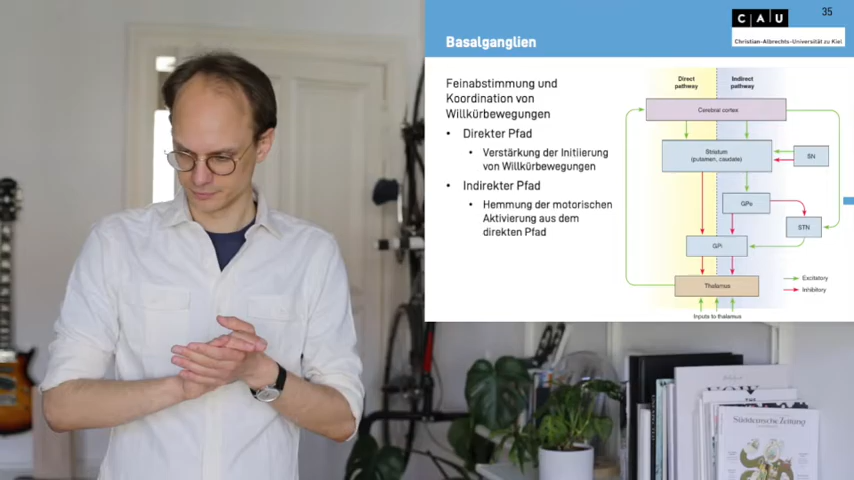 35
C A U
Christian-Albrechts-Universität zu Kiel
Basalganglien
Feinabstimmung und
Koordination von
Willkürbewegungen
• Direkter Pfad
• Verstärkung der Initiierung
von Willkürbewegungen
• Indirekter Pfad
• Hemmung der motorischen
Aktivierung aus dem
direkten Pfad
Direct
pathway
Indirect
pathway
Cerebral cortex
Striatum
(putamen, caudate)
SN
GPe
STN
GPi
Thalamus
Excitatory
Inhibitory
Inputs to thalamus
Süddeutsche Zeitung